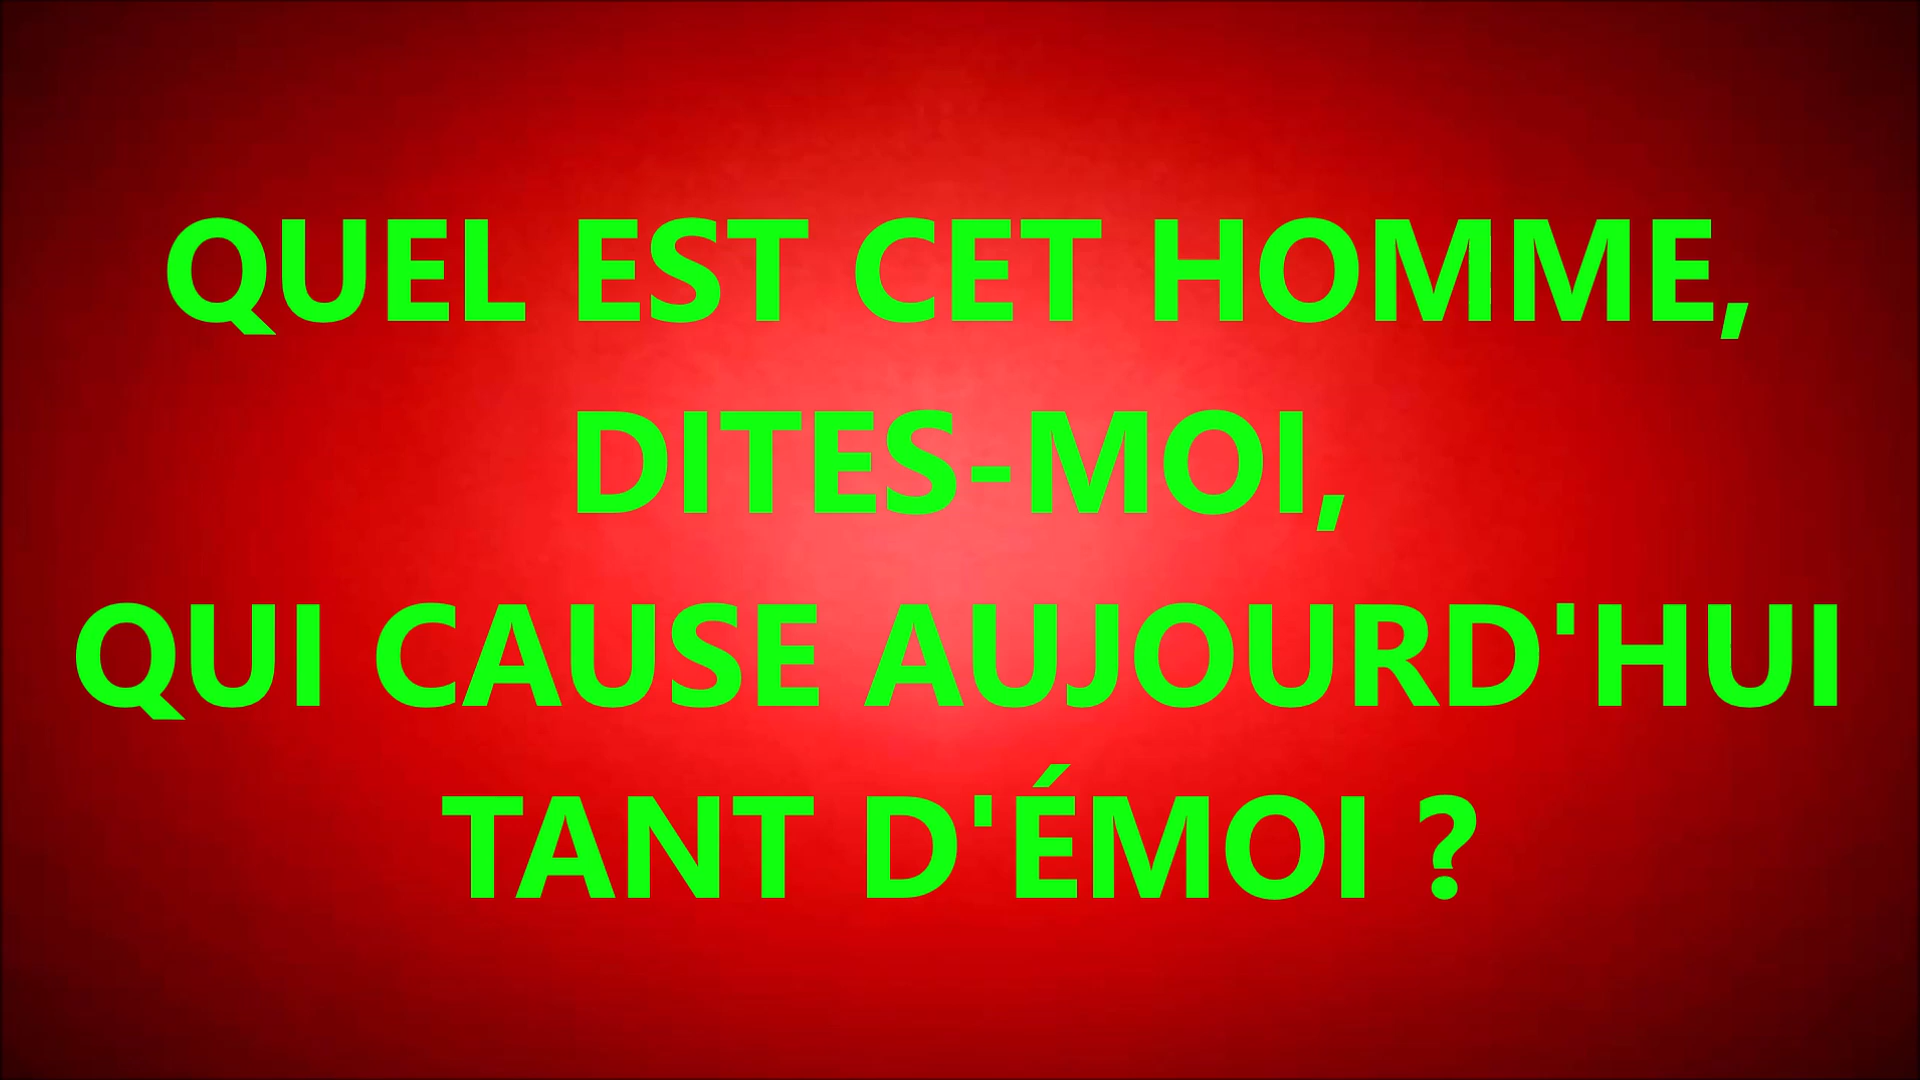 QUEL EST CET HOMME,
DITES-MOI,
QUI CAUSE AUJOURD'HUI
TANT D'ÉMOI ?